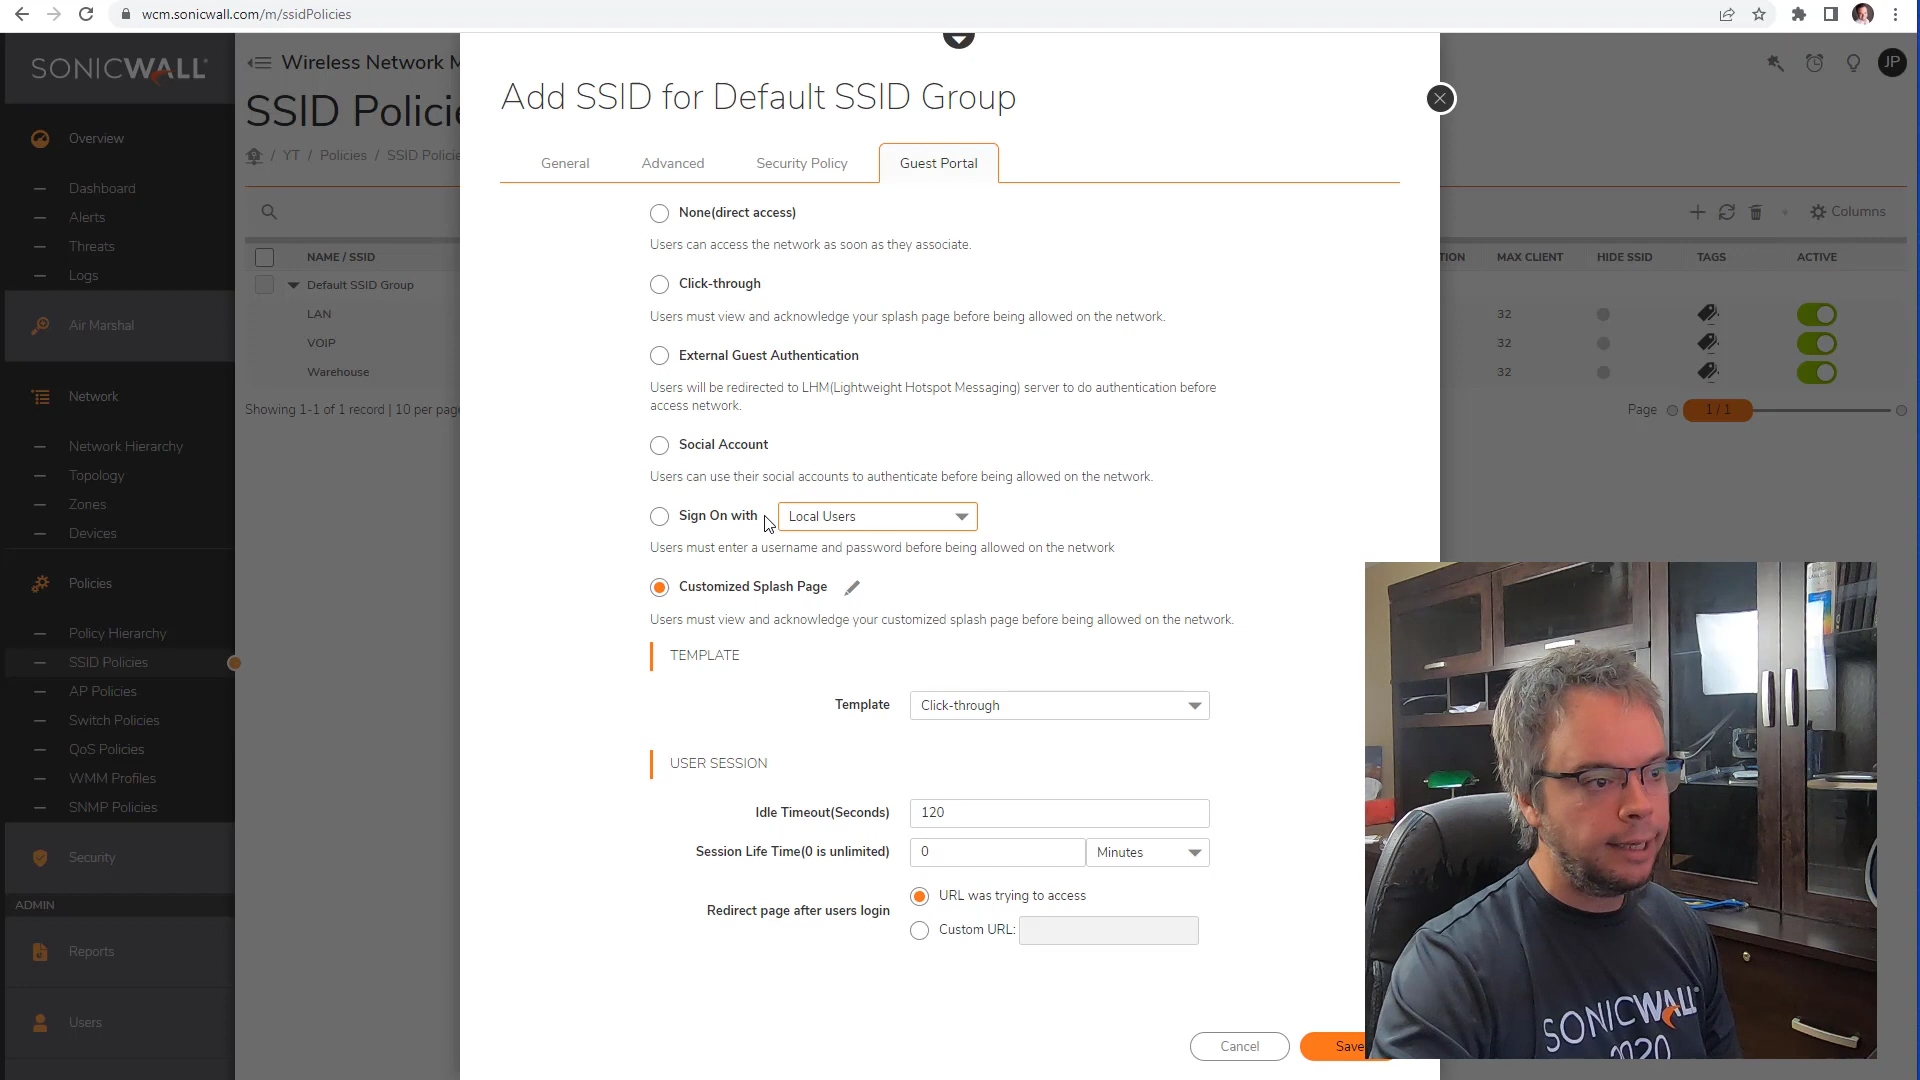 wcm.sonicwall.com/m/ssidPolicies
SONICWALL
Wireless Network M
JP
SSID Policie
/ YT / Policies / SSID Policie
Overview
Dashboard
Alerts
Threats
Logs
Air Marshal
Network
Network Hierarchy
Topology
Zones
Devices
Policies
Policy Hierarchy
SSID Policies
AP Policies
Switch Policies
QoS Policies
WMM Profiles
SNMP Policies
Security
ADMIN
Reports
Users
NAME / SSID
Default SSID Group
LAN
VOIP
Warehouse
Showing 1-1 of 1 record | 10 per pag
Add SSID for Default SSID Group
General Advanced Security Policy Guest Portal
None(direct access)
Users can access the network as soon as they associate.
Click-through
Users must view and acknowledge your splash page before being allowed on the network.
External Guest Authentication
Users will be redirected to LHM(Lightweight Hotspot Messaging) server to do authentication before
access network.
Social Account
Users can use their social accounts to authenticate before being allowed on the network.
Sign On with Local Users
Users must enter a username and password before being allowed on the network
Customized Splash Page
Users must view and acknowledge your customized splash page before being allowed on the network.
TEMPLATE
Template Click-through
USER SESSION
Idle Timeout(Seconds) 120
Session Life Time(0 is unlimited) 0 Minutes
Redirect page after users login
URL was trying to access
Custom URL:
Cancel Save
Columns
TION MAX CLIENT HIDE SSID TAGS ACTIVE
32
32
32
Page 1 / 1
SONICWALL
2020